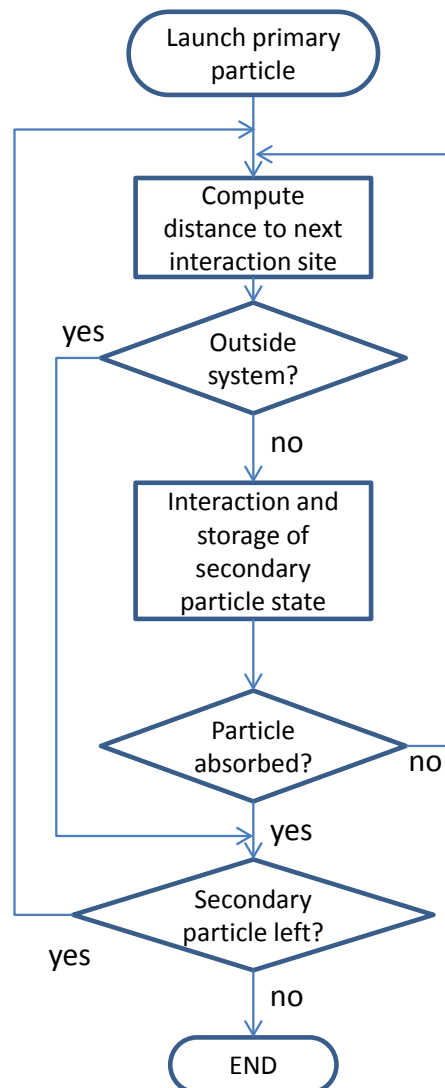 Launch primary
particle
Compute
distance to next
interaction site
yes
Outside
system?
no
Interaction and
storage of
secondary
particle state
Particle
absorbed?
no
yes
Secondary
particle left?
yes
no
END